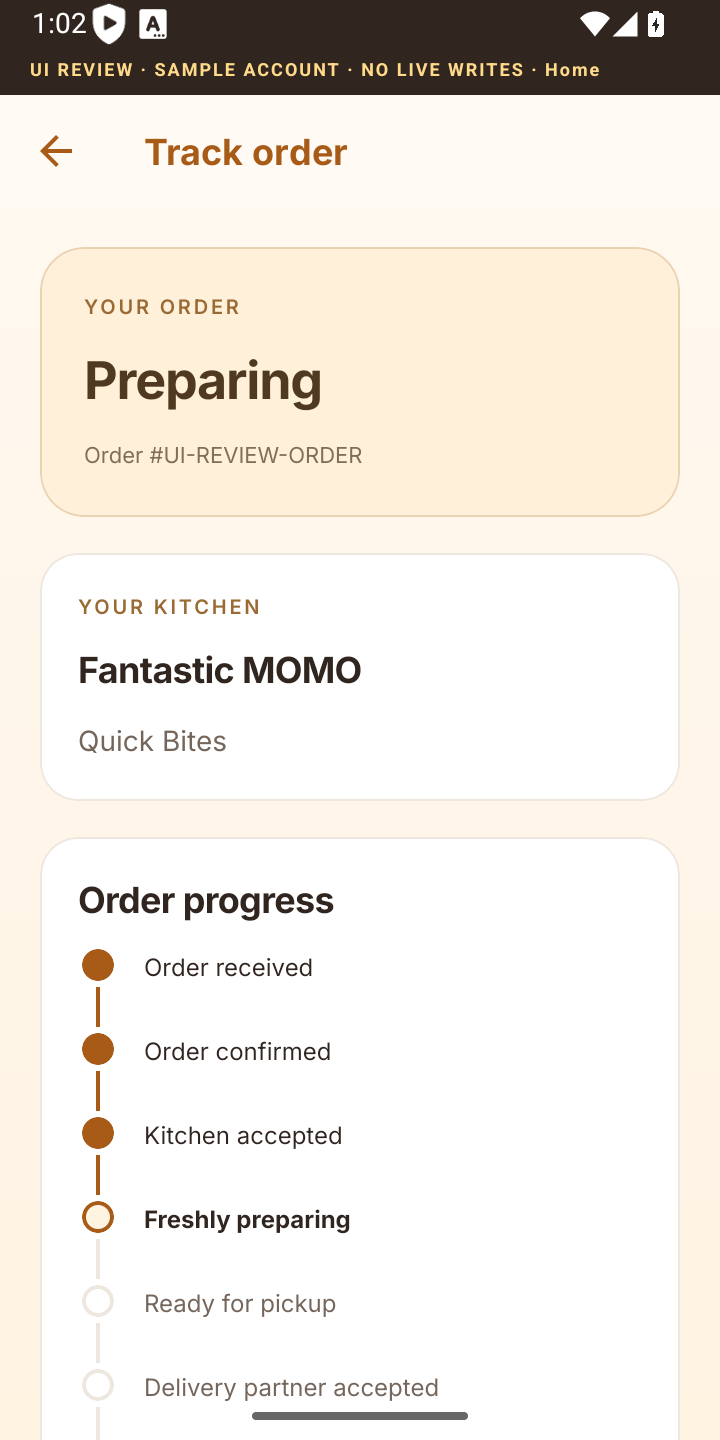 1:02
UI REVIEW · SAMPLE ACCOUNT · NO LIVE WRITES · Home
Track order
YOUR ORDER
Preparing
Order #UI-REVIEW-ORDER
YOUR KITCHEN
Fantastic MOMO
Quick Bites
Order progress
Order received
Order confirmed
Kitchen accepted
Freshly preparing
Ready for pickup
Delivery partner accepted